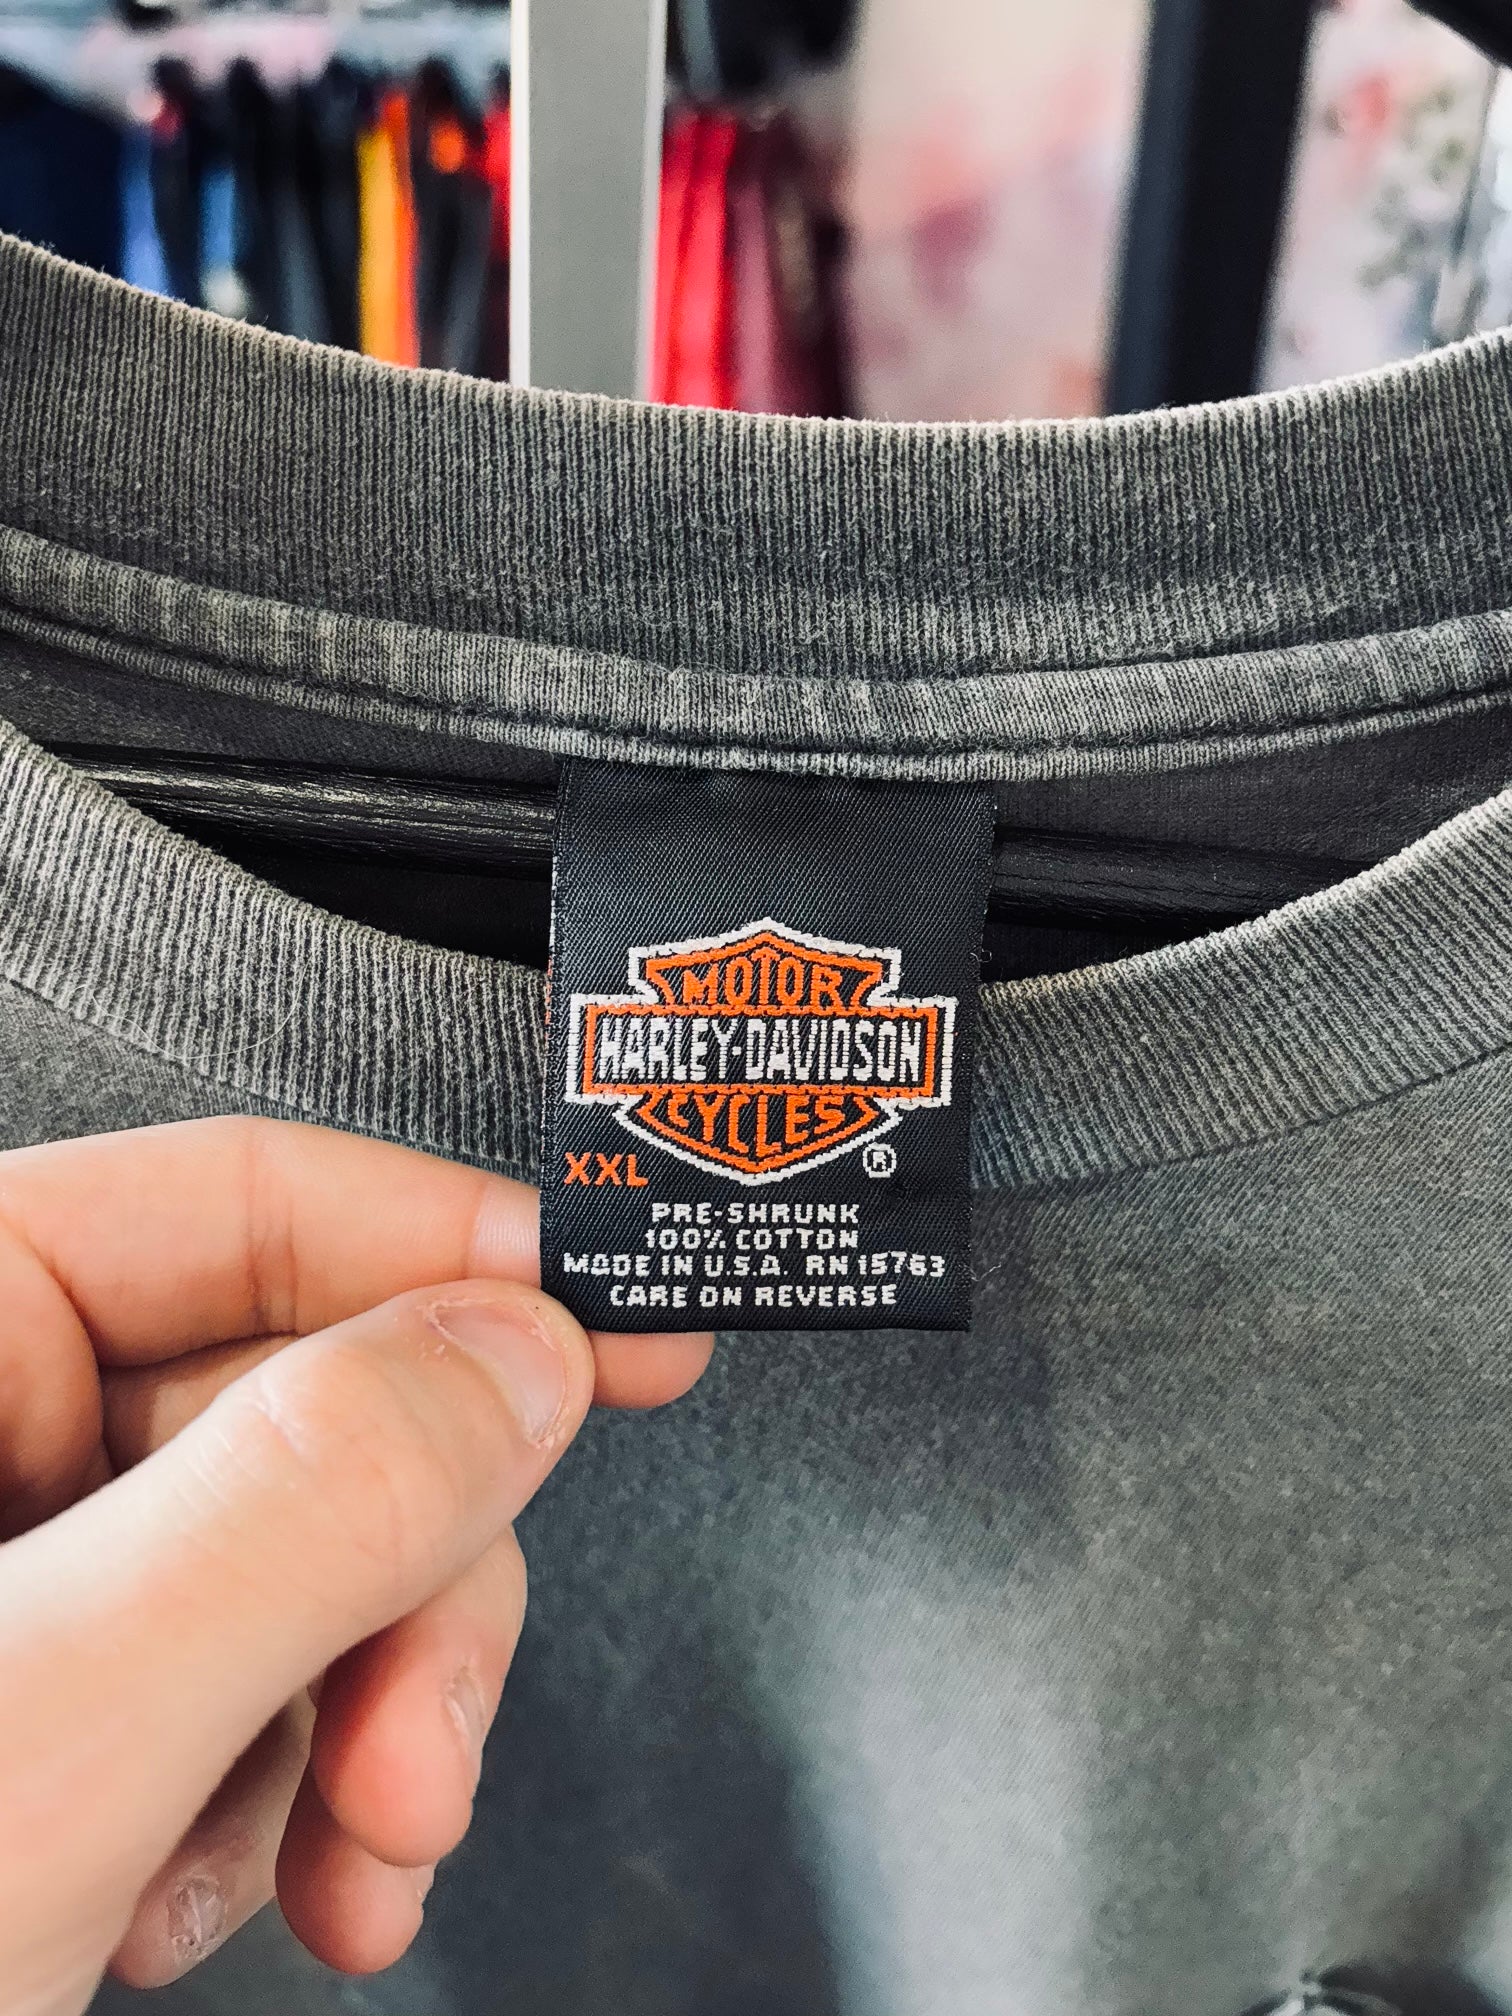 MOTOR
HARLEY-DAVIDSON
CYCLES
XXL ®
PRE-SHRUNK
100% COTTON
MADE IN U.S.A. RN 15763
CARE ON REVERSE